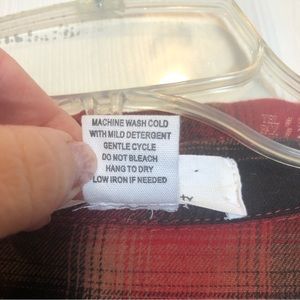 MACHINE WASH COLD
WITH MILD DETERGENT
GENTLE CYCLE
DO NOT BLEACH
HANG TO DRY
LOW IRON IF NEEDED